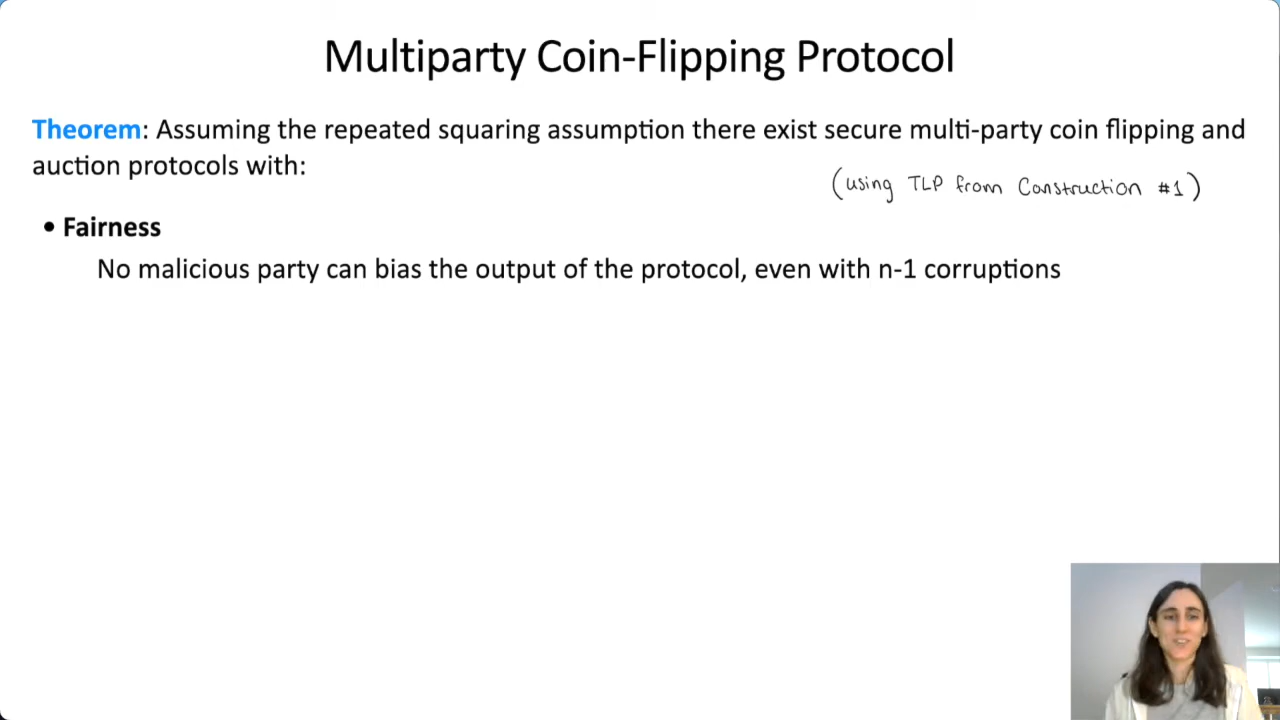 Multiparty Coin-Flipping Protocol
Theorem: Assuming the repeated squaring assumption there exist secure multi-party coin flipping and
auction protocols with:
(using TLP from Construction #1)
• Fairness
No malicious party can bias the output of the protocol, even with n-1 corruptions